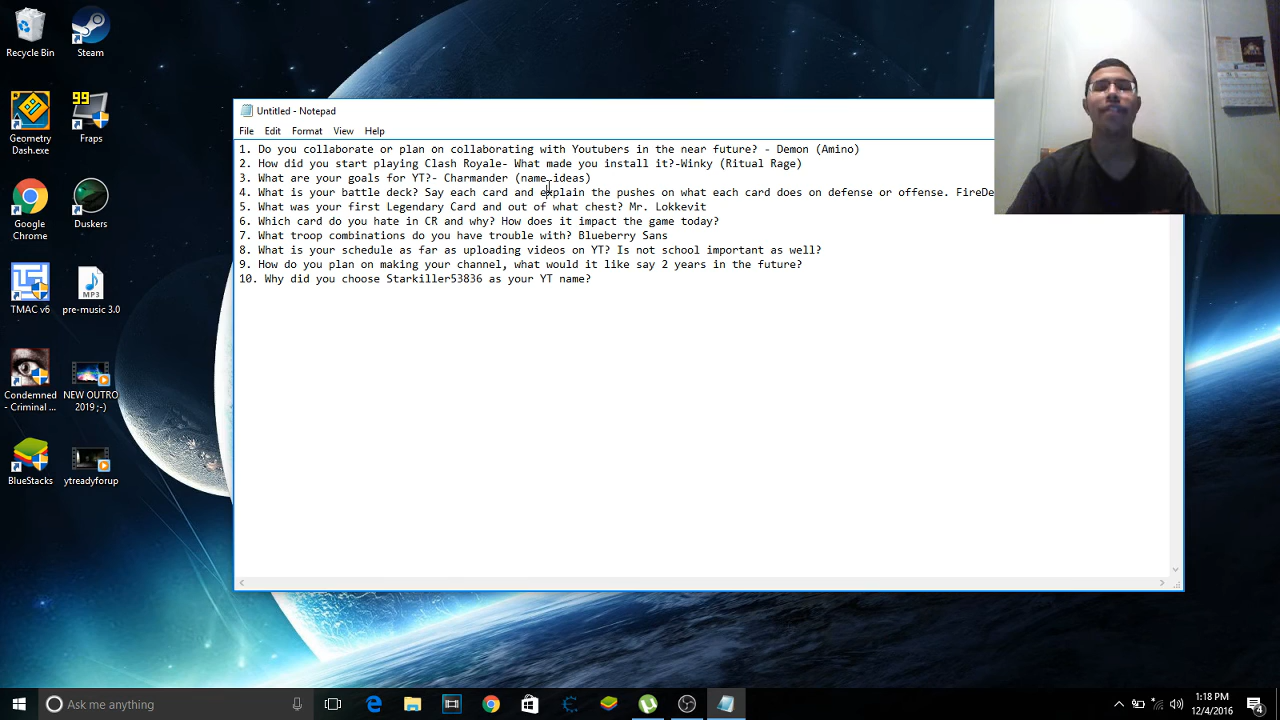 Recycle Bin
Steam
Geometry Dash.exe
99
Fraps
Google Chrome
Duskers
TMAC v6
MP3
pre-music 3.0
Condemned - Criminal ...
NEW OUTRO 2019 ;-)
BlueStacks
ytreadyforup
Untitled - Notepad
File Edit Format View Help
1. Do you collaborate or plan on collaborating with Youtubers in the near future? - Demon (Amino)
2. How did you start playing Clash Royale- What made you install it?-Winky (Ritual Rage)
3. What are your goals for YT?- Charmander (name ideas)
4. What is your battle deck? Say each card and explain the pushes on what each card does on defense or offense. FireDe
5. What was your first Legendary Card and out of what chest? Mr. Lokkevit
6. Which card do you hate in CR and why? How does it impact the game today?
7. What troop combinations do you have trouble with? Blueberry Sans
8. What is your schedule as far as uploading videos on YT? Is not school important as well?
9. How do you plan on making your channel, what would it like say 2 years in the future?
10. Why did you choose Starkiller53836 as your YT name?
Ask me anything
1:18 PM
12/4/2016
4